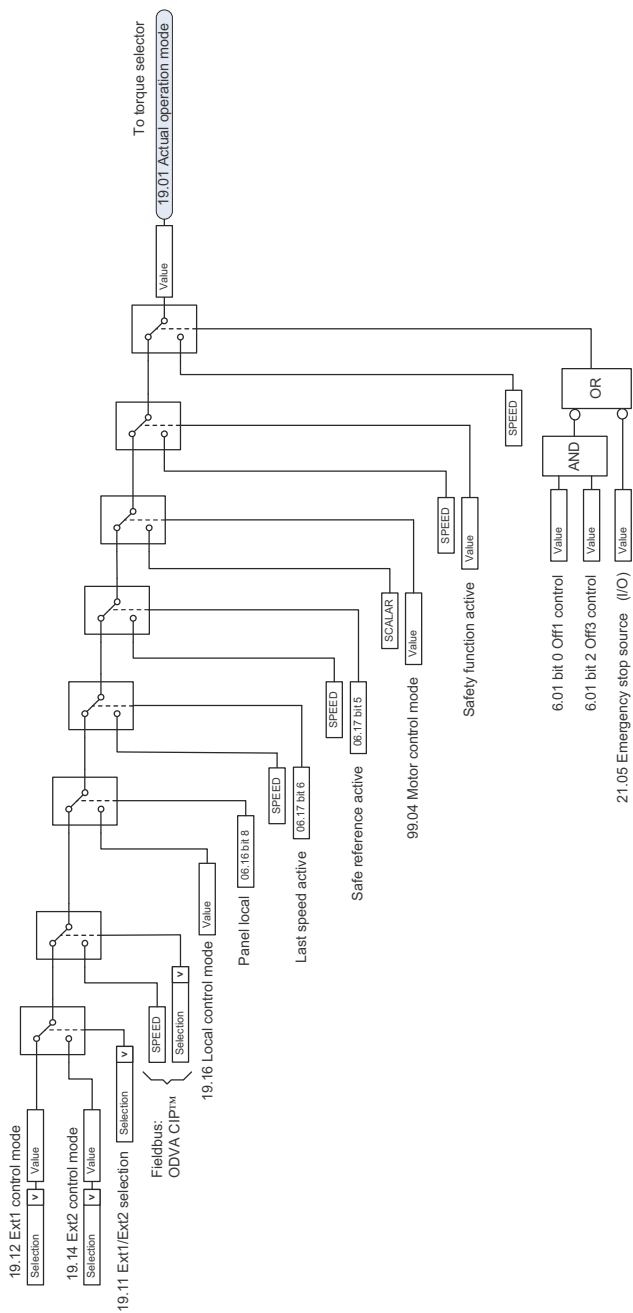 19.12 Ext1 control mode
Selection v Value
19.14 Ext2 control mode
Selection v Value
19.11 Ext1/Ext2 selection
Selection v
Fieldbus:
ODVA CIP™
SPEED
Selection v
19.16 Local control mode
Value
Panel local
06.16 bit 8
SPEED
Last speed active
06.17 bit 6
SPEED
Safe reference active
06.17 bit 5
SCALAR
99.04 Motor control mode
Value
SPEED
Safety function active
Value
SPEED
6.01 bit 0 Off1 control
Value
6.01 bit 2 Off3 control
Value
AND
21.05 Emergency stop source (I/O)
Value
OR
Value
To torque selector
19.01 Actual operation mode